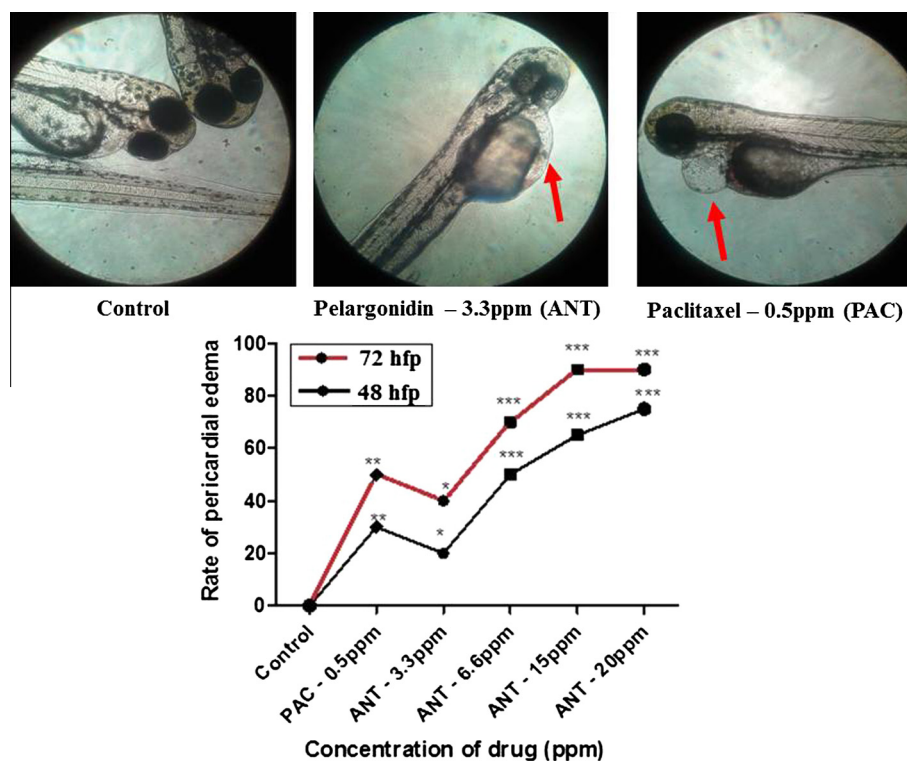 Control
Pelargonidin – 3.3ppm (ANT)
Paclitaxel – 0.5ppm (PAC)
Rate of pericardial edema
100
80
60
40
20
0
72 hfp
48 hfp
**
**
*
*
***
***
***
***
***
***
Control
PAC - 0.5ppm
ANT - 3.3ppm
ANT - 6.6ppm
ANT - 15ppm
ANT - 20ppm
Concentration of drug (ppm)